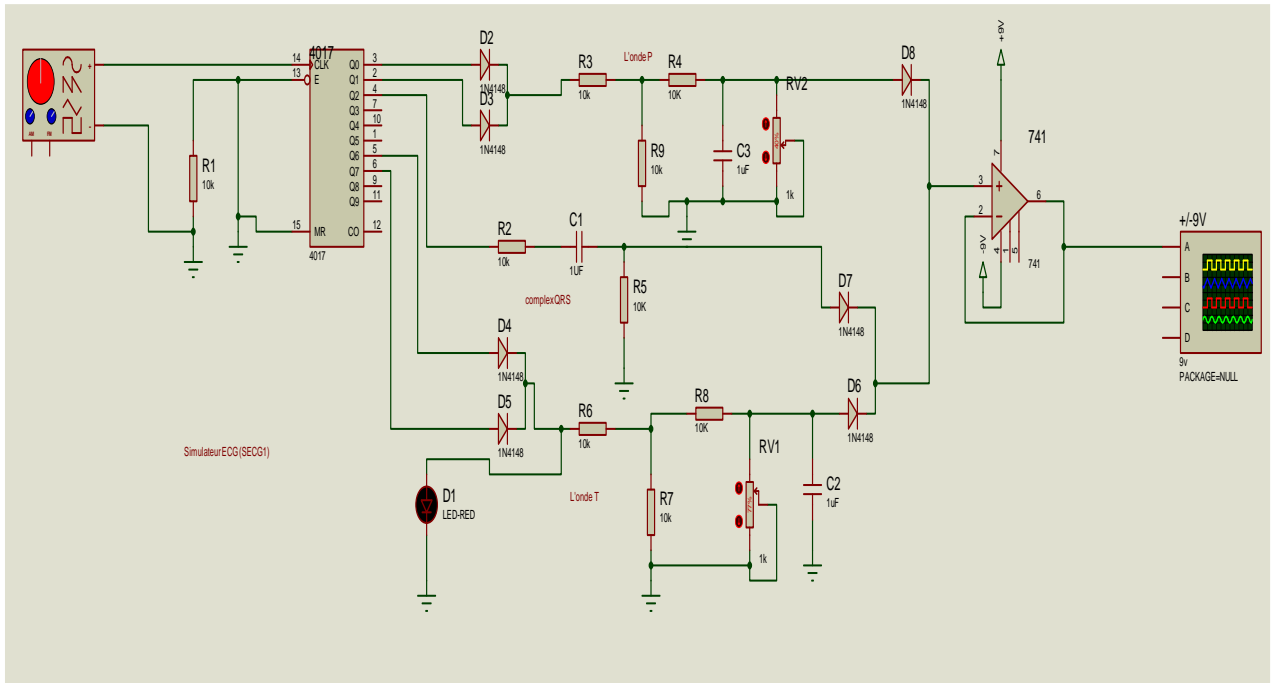 AM
FM
+
-
4017
14
CLK
13
E
15
MR
Q0
3
Q1
2
Q2
4
Q3
7
Q4
10
Q5
1
Q6
5
Q7
6
Q8
9
Q9
11
CO
12
4017
R1
10k
D2
1N4148
D3
1N4148
R3
10k
L'onde P
R4
10K
R9
10k
C3
1uF
RV2
40%
1k
D8
1N4148
+9V
741
7
3
2
6
4
1
5
-9V
741
+/-9V
A
B
C
D
9v
PACKAGE=NULL
R2
10k
C1
1UF
complexQRS
R5
10K
D7
1N4148
D4
1N4148
D5
1N4148
R6
10k
R8
10K
D6
1N4148
RV1
77%
1k
C2
1uF
R7
10k
L'onde T
SimulateurECG(SECG1)
D1
LED-RED